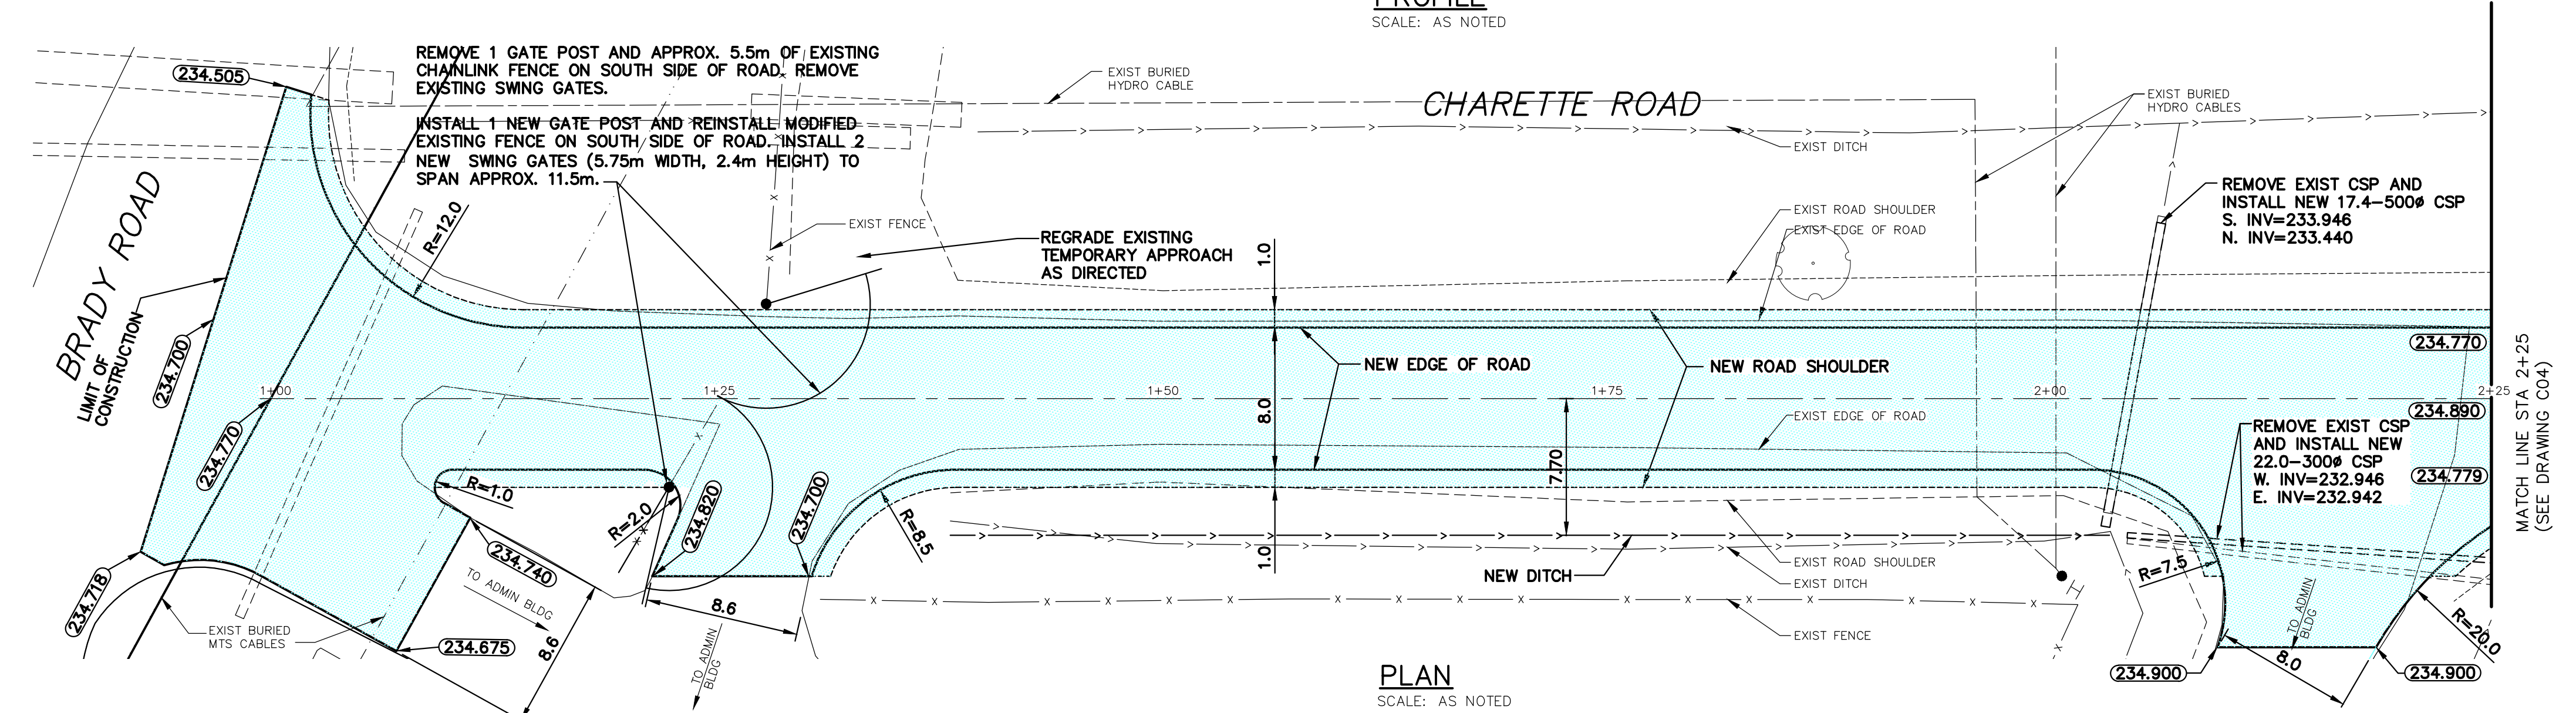 PROFILE
SCALE: AS NOTED
REMOVE 1 GATE POST AND APPROX. 5.5m OF EXISTING
CHAINLINK FENCE ON SOUTH SIDE OF ROAD. REMOVE
EXISTING SWING GATES.
INSTALL 1 NEW GATE POST AND REINSTALL MODIFIED
EXISTING FENCE ON SOUTH SIDE OF ROAD. INSTALL 2
NEW SWING GATES (5.75m WIDTH, 2.4m HEIGHT) TO
SPAN APPROX. 11.5m.
234.505
EXIST BURIED
HYDRO CABLE
CHARETTE ROAD
EXIST BURIED
HYDRO CABLES
EXIST DITCH
BRADY ROAD
LIMIT OF
CONSTRUCTION
R=12.0
EXIST FENCE
REGRADE EXISTING
TEMPORARY APPROACH
AS DIRECTED
1.0
EXIST ROAD SHOULDER
EXIST EDGE OF ROAD
REMOVE EXIST CSP AND
INSTALL NEW 17.4-500ø CSP
S. INV=233.946
N. INV=233.440
234.700
234.770
NEW EDGE OF ROAD
NEW ROAD SHOULDER
234.770
1+00
1+25
1+50
1+75
2+00
2+25
8.0
7.70
EXIST EDGE OF ROAD
234.890
REMOVE EXIST CSP
AND INSTALL NEW
22.0-300ø CSP
W. INV=232.946
E. INV=232.942
234.779
MATCH LINE STA 2+25
(SEE DRAWING C04)
R=1.0
R=2.0
234.820
234.700
R=8.5
1.0
NEW DITCH
EXIST ROAD SHOULDER
EXIST DITCH
EXIST FENCE
R=7.5
TO ADMIN
BLDG
R=20.0
8.0
234.900
234.900
234.718
EXIST BURIED
MTS CABLES
234.740
TO ADMIN BLDG
234.675
8.6
8.6
TO ADMIN
BLDG
PLAN
SCALE: AS NOTED